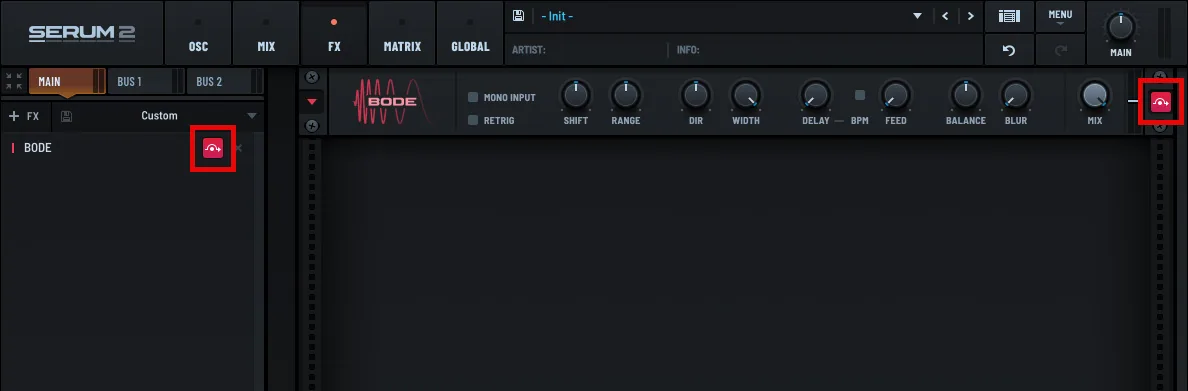 SERUM 2
OSC
MIX
FX
MATRIX
GLOBAL
- Init -
ARTIST:
INFO:
MENU
MAIN
MAIN
BUS 1
BUS 2
+ FX
Custom
BODE
BODE
MONO INPUT
RETRIG
SHIFT
RANGE
DIR
WIDTH
DELAY
BPM
FEED
BALANCE
BLUR
MIX